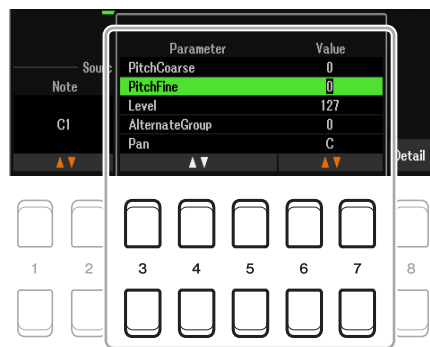 Parameter Value
Sourc PitchCoarse 0
Note PitchFine 0
Level 127
C1 AlternateGroup 0
Pan C
Detail
1 2 3 4 5 6 7 8